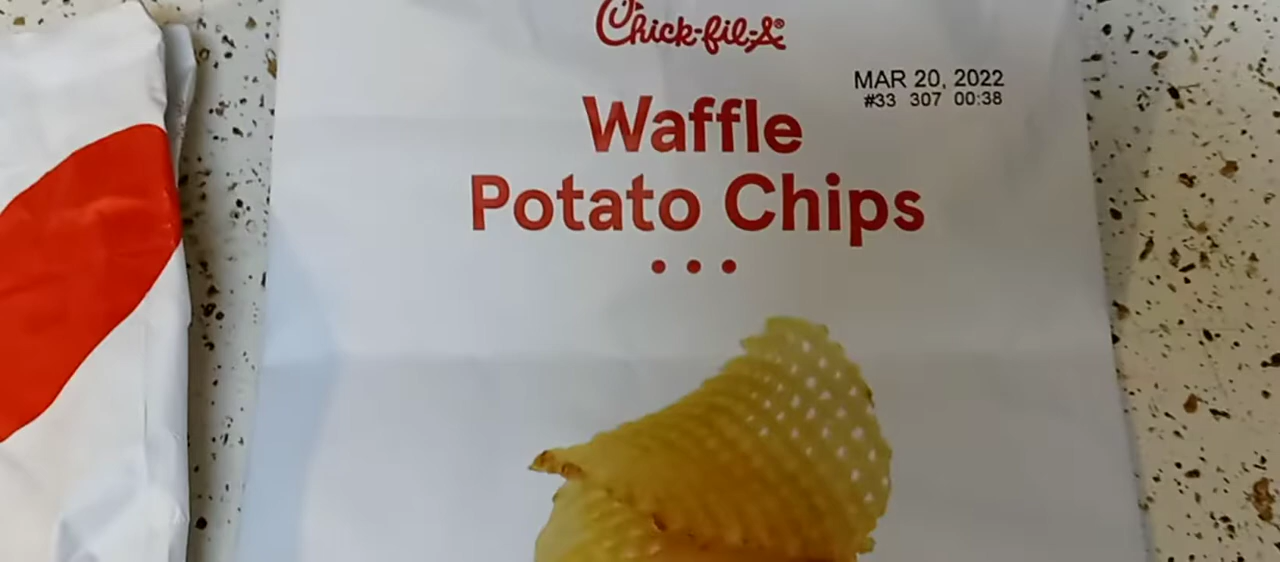 Chick-fil-A®
MAR 20, 2022
#33 307 00:38
Waffle
Potato Chips